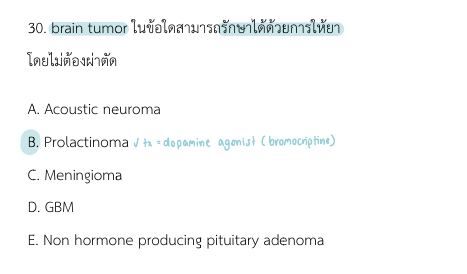 30. brain tumor ในข้อใดสามารถรักษาได้ด้วยการให้ยา
โดยไม่ต้องผ่าตัด
A. Acoustic neuroma
B. Prolactinoma √ tx = dopamine agonist (bromocriptine)
C. Meningioma
D. GBM
E. Non hormone producing pituitary adenoma